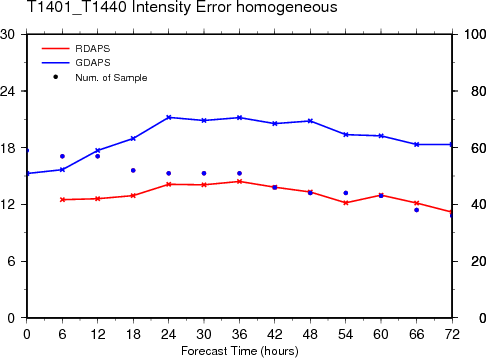 T1401_T1440 Intensity Error homogeneous
30 100
RDAPS
GDAPS
Num. of Sample
24 80
18 60
12 40
6 20
0 0
0 6 12 18 24 30 36 42 48 54 60 66 72
Forecast Time (hours)